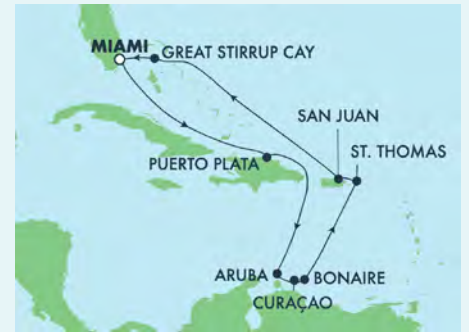 MIAMI
GREAT STIRRUP CAY
SAN JUAN
ST. THOMAS
PUERTO PLATA
ARUBA
BONAIRE
CURAÇAO